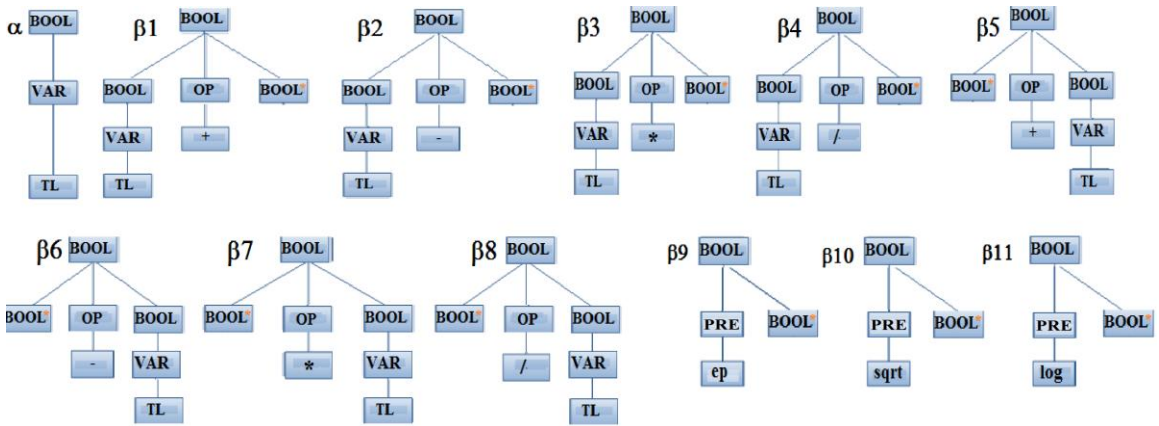 α BOOL β1 BOOL β2 BOOL β3 BOOL β4 BOOL β5 BOOL
VAR BOOL OP BOOL* BOOL OP BOOL* BOOL OP BOOL* BOOL OP BOOL* BOOL* OP BOOL
VAR + VAR - VAR * VAR / + VAR
TL TL TL TL TL TL
β6 BOOL β7 BOOL β8 BOOL β9 BOOL β10 BOOL β11 BOOL
BOOL* OP BOOL BOOL* OP BOOL BOOL* OP BOOL PRE BOOL* PRE BOOL* PRE BOOL*
- VAR * VAR / VAR ep sqrt log
TL TL TL